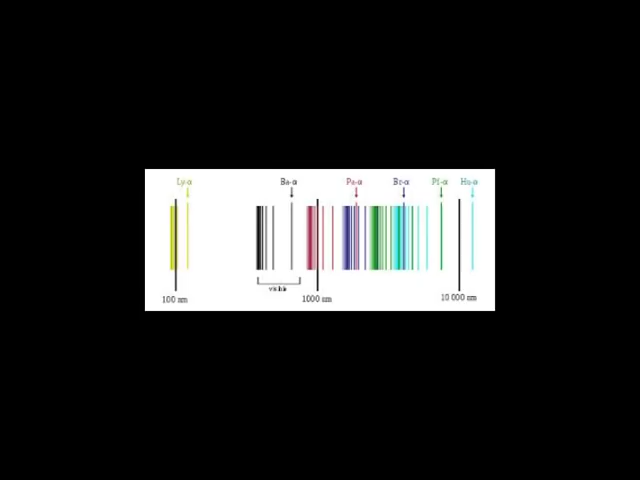 Ly-α Ba-α Pa-α Br-α Pf-α Hu-α
visible
100 nm 1000 nm 10 000 nm